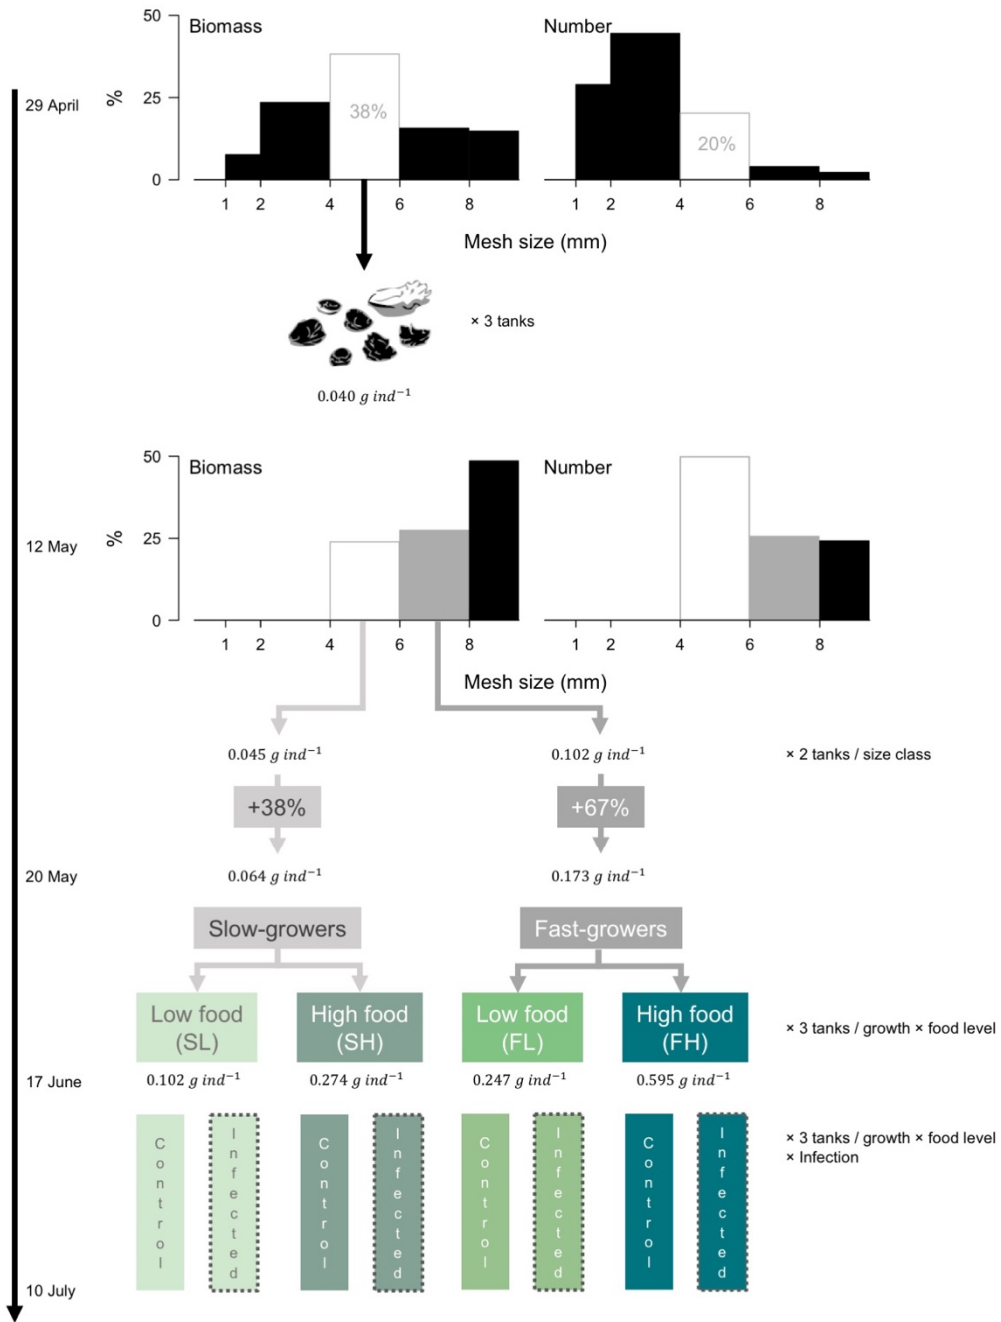 Biomass
Number
50
25
0
%
38%
20%
29 April
1 2 4 6 8
1 2 4 6 8
Mesh size (mm)
× 3 tanks
0.040 g ind⁻¹
Biomass
Number
50
25
0
%
12 May
1 2 4 6 8
1 2 4 6 8
Mesh size (mm)
0.045 g ind⁻¹
0.102 g ind⁻¹
× 2 tanks / size class
+38%
+67%
20 May
0.064 g ind⁻¹
0.173 g ind⁻¹
Slow-growers
Fast-growers
Low food
(SL)
High food
(SH)
Low food
(FL)
High food
(FH)
× 3 tanks / growth × food level
17 June
0.102 g ind⁻¹
0.274 g ind⁻¹
0.247 g ind⁻¹
0.595 g ind⁻¹
Control
Infected
Control
Infected
Control
Infected
Control
Infected
× 3 tanks / growth × food level
× Infection
10 July